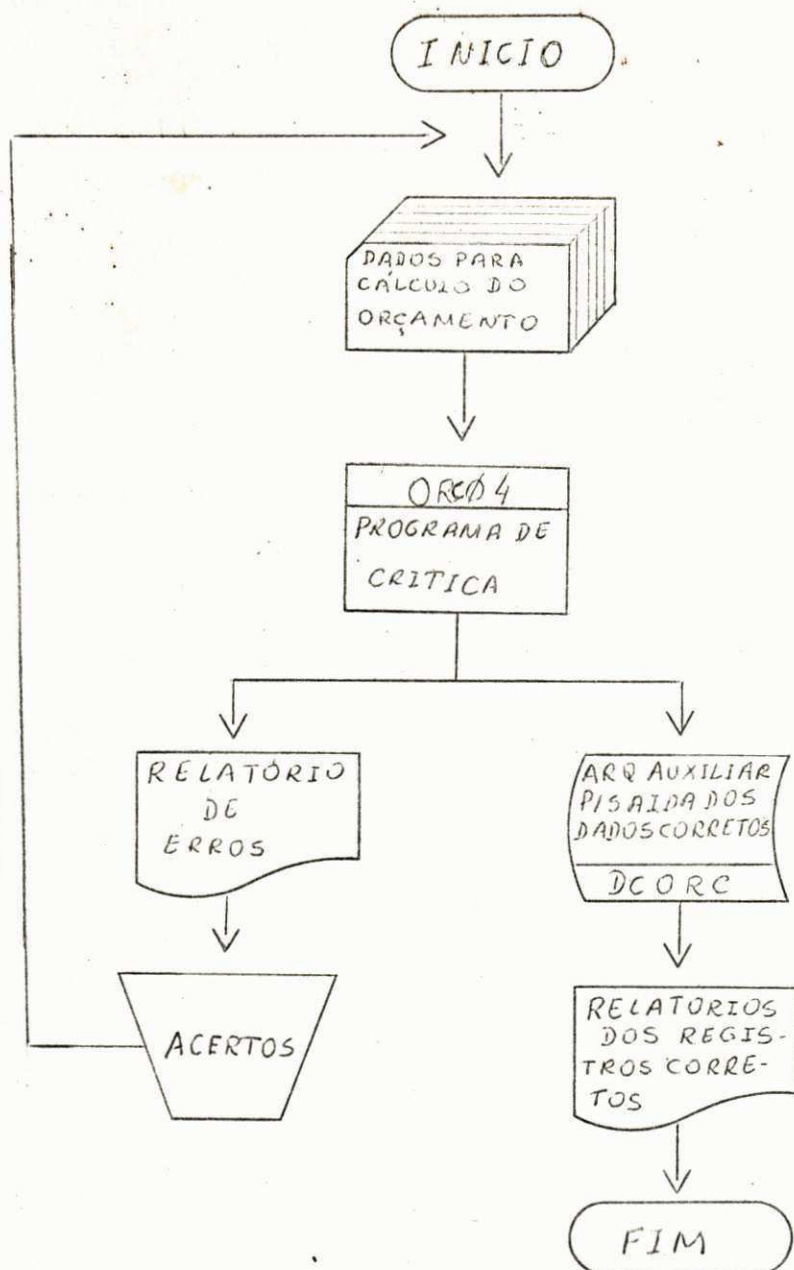 INICIO
DADOS PARA
CÁLCULO DO
ORÇAMENTO
ORCØ4
PROGRAMA DE
CRITICA
RELATÓRIO
DE
ERROS
ARQ AUXILIAR
P/SAIDA DOS
DADOS CORRETOS
DCORC
ACERTOS
RELATORIOS
DOS REGIS-
TROS CORRE-
TOS
FIM